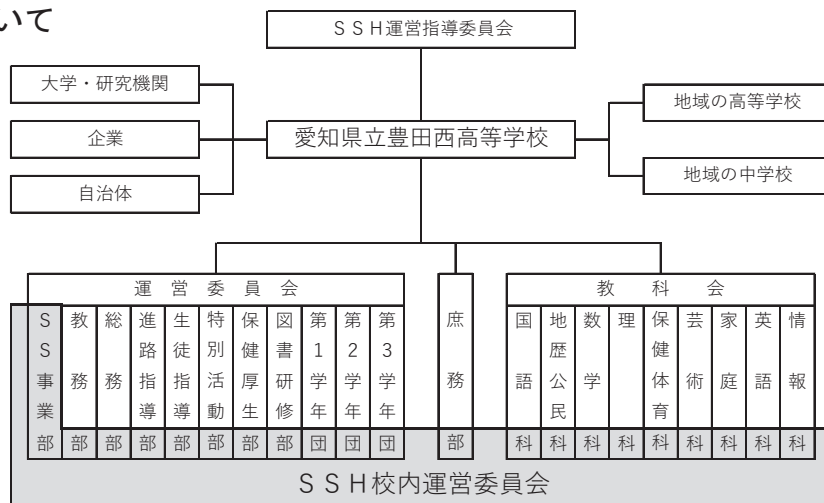 いて
ＳＳＨ運営指導委員会
大学・研究機関
企業
自治体
愛知県立豊田西高等学校
地域の高等学校
地域の中学校
運営委員会
ＳＳ事業部
教務部
総務部
進路指導部
生徒指導部
特別活動部
保健厚生部
図書研修部
第１学年団
第２学年団
第３学年団
庶務部
教科会
国語科
地歴公民科
数学科
理科
保健体育科
芸術科
家庭科
英語科
情報科
ＳＳＨ校内運営委員会